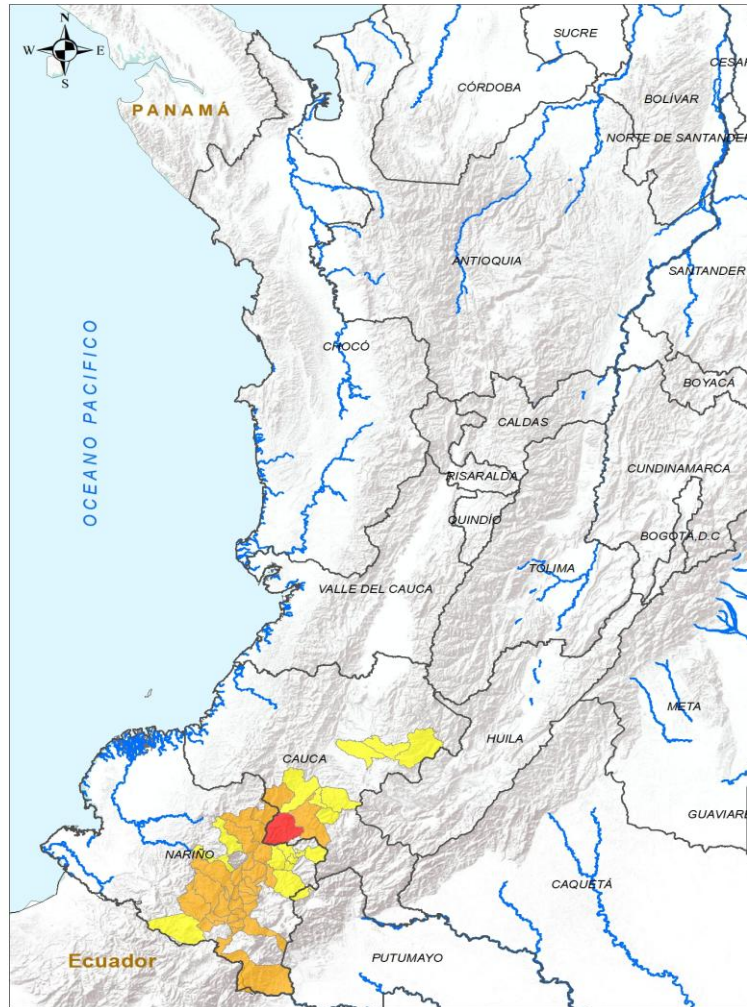 N
W E
S
SUCRE
CESAR
CÓRDOBA
BOLÍVAR
PANAMÁ
NORTE DE SANTANDER
ANTIOQUIA
SANTANDER
OCEANO PACIFICO
CHOCÓ
BOYACÁ
CALDAS
CUNDINAMARCA
RISARALDA
QUINDÍO
BOGOTÁ, D.C
TOLIMA
VALLE DEL CAUCA
META
HUILA
CAUCA
GUAVIARE
NARIÑO
CAQUETÁ
Ecuador
PUTUMAYO